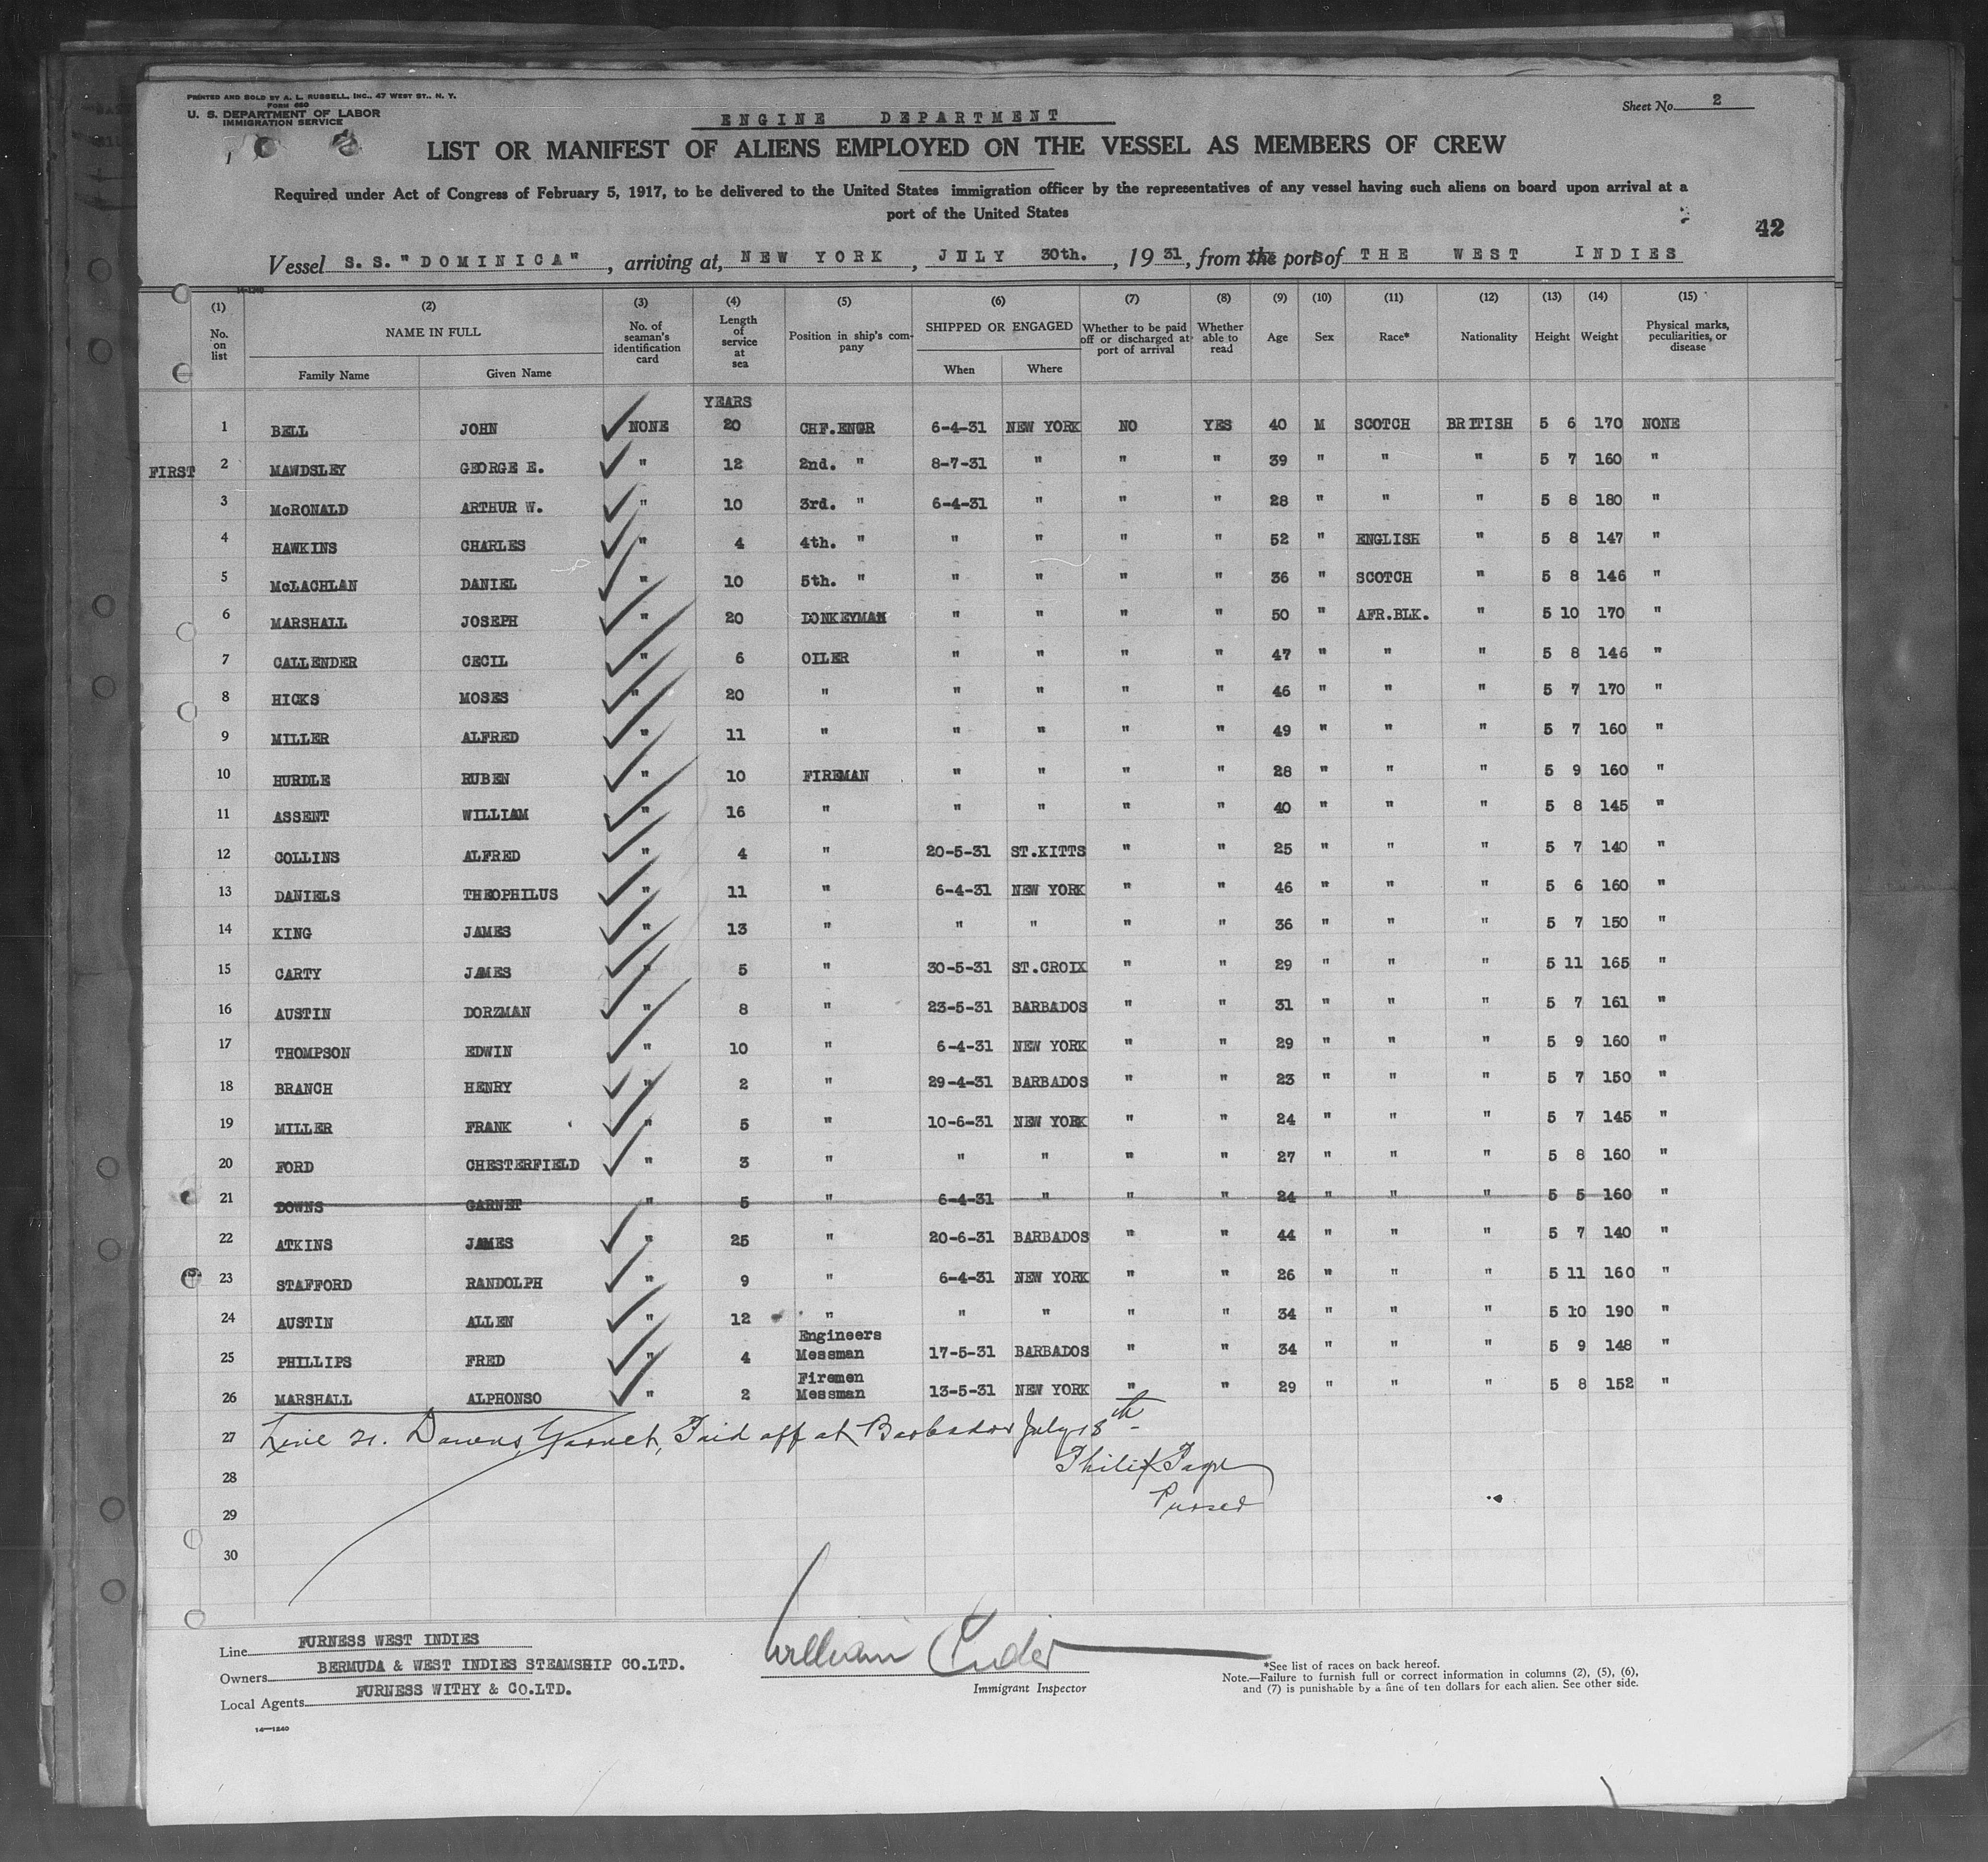 PRINTED AND SOLD BY A. L. RUSSELL, INC., 47 WEST ST., N. Y.
FORM 680
U. S. DEPARTMENT OF LABOR
IMMIGRATION SERVICE
Sheet No. 2
ENGINE DEPARTMENT
LIST OR MANIFEST OF ALIENS EMPLOYED ON THE VESSEL AS MEMBERS OF CREW
Required under Act of Congress of February 5, 1917, to be delivered to the United States immigration officer by the representatives of any vessel having such aliens on board upon arrival at a
port of the United States
42
Vessel S. S. "DOMINICA", arriving at, NEW YORK, JULY 30th., 1931, from the ports of THE WEST INDIES
14-1240
(1) (2) (3) (4) (5) (6) (7) (8) (9) (10) (11) (12) (13) (14) (15)
No. on list NAME IN FULL Family Name Given Name No. of seaman's identification card Length of service at sea Position in ship's company SHIPPED OR ENGAGED When Where Whether to be paid off or discharged at port of arrival Whether able to read Age Sex Race* Nationality Height Weight Physical marks, peculiarities, or disease
YEARS
1 BELL JOHN NONE 20 CHF.ENGR 6-4-31 NEW YORK NO YES 40 M SCOTCH BRITISH 5 6 170 NONE
FIRST 2 MAWDSLEY GEORGE E. " 12 2nd. " 8-7-31 " " " 39 " " " 5 7 160 "
3 McRONALD ARTHUR W. " 10 3rd. " 6-4-31 " " " 28 " " " 5 8 180 "
4 HAWKINS CHARLES " 4 4th. " " " " " 52 " ENGLISH " 5 8 147 "
5 McLACHLAN DANIEL " 10 5th. " " " " " 36 " SCOTCH " 5 8 146 "
6 MARSHALL JOSEPH " 20 DONKEYMAN " " " " 50 " AFR.BLK. " 5 10 170 "
7 CALLENDER CECIL " 6 OILER " " " " 47 " " " 5 8 146 "
8 HICKS MOSES " 20 " " " " " 46 " " " 5 7 170 "
9 MILLER ALFRED " 11 " " " " " 49 " " " 5 7 160 "
10 HURDLE RUBEN " 10 FIREMAN " " " " 28 " " " 5 9 160 "
11 ASSENT WILLIAM " 16 " " " " " 40 " " " 5 8 145 "
12 COLLINS ALFRED " 4 " 20-5-31 ST.KITTS " " 25 " " " 5 7 140 "
13 DANIELS THEOPHILUS " 11 " 6-4-31 NEW YORK " " 46 " " " 5 6 160 "
14 KING JAMES " 13 " " " " " 36 " " " 5 7 150 "
15 CARTY JAMES " 5 " 30-5-31 ST.CROIX " " 29 " " " 5 11 165 "
16 AUSTIN DORZMAN " 8 " 23-5-31 BARBADOS " " 31 " " " 5 7 161 "
17 THOMPSON EDWIN " 10 " 6-4-31 NEW YORK " " 29 " " " 5 9 160 "
18 BRANCH HENRY " 2 " 29-4-31 BARBADOS " " 23 " " " 5 7 150 "
19 MILLER FRANK " 5 " 10-6-31 NEW YORK " " 24 " " " 5 7 145 "
20 FORD CHESTERFIELD " 3 " " " " " 27 " " " 5 8 160 "
21 DOWNS GARNET " 5 " 6-4-31 " " " 24 " " " 5 5 160 "
22 ATKINS JAMES " 25 " 20-6-31 BARBADOS " " 44 " " " 5 7 140 "
23 STAFFORD RANDOLPH " 9 " 6-4-31 NEW YORK " " 26 " " " 5 11 160 "
24 AUSTIN ALLEN " 12 " " " " " 34 " " " 5 10 190 "
25 PHILLIPS FRED " 4 Engineers Messman 17-5-31 BARBADOS " " 34 " " " 5 9 148 "
26 MARSHALL ALPHONSO " 2 Firemen Messman 13-5-31 NEW YORK " " 29 " " " 5 8 152 "
27 Line 21. Downs, Garnet, Paid off at Barbados July 18th
28 Philip Page
29 Purser
30
Line FURNESS WEST INDIES
Owners BERMUDA & WEST INDIES STEAMSHIP CO.LTD.
Local Agents FURNESS WITHY & CO.LTD.
14-1240
William
Immigrant Inspector
*See list of races on back hereof.
Note.—Failure to furnish full or correct information in columns (2), (5), (6),
and (7) is punishable by a fine of ten dollars for each alien. See other side.